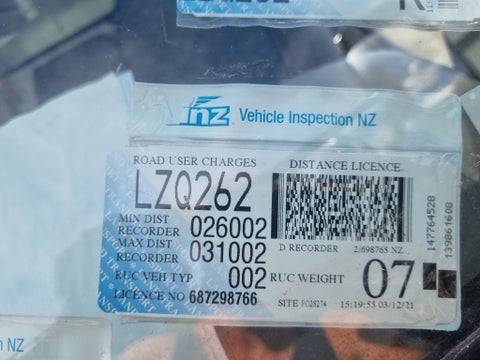 nz Vehicle Inspection NZ
ROAD USER CHARGES
LZQ262
MIN DIST
RECORDER 026002
MAX DIST
RECORDER 031002
RUC VEH TYP 002
LICENCE NO 687298766
DISTANCE LICENCE
D RECORDER 2/698765 NZ...
RUC WEIGHT 07
15:19:55 03/12/21
147764528
139861608
NZ